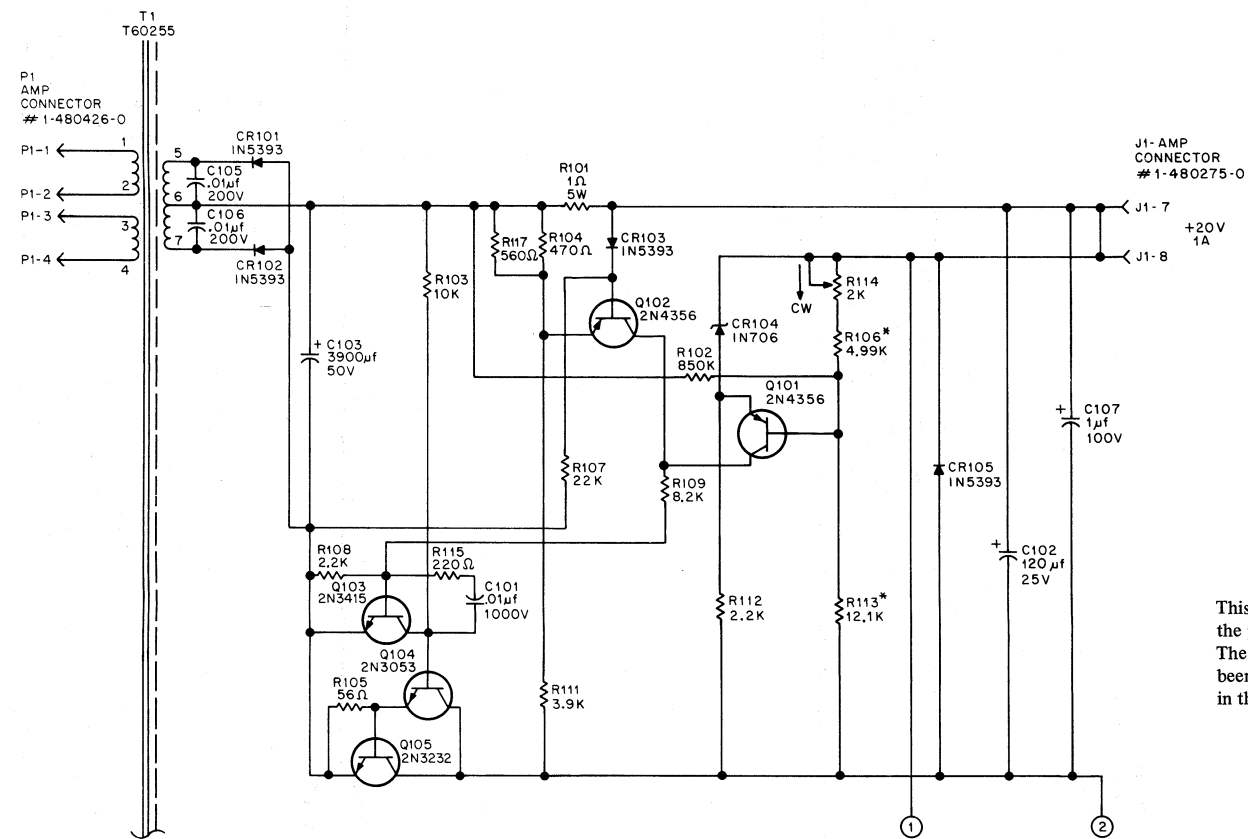 T1
T60255
P1
AMP
CONNECTOR
# 1-480426-0
P1-1
P1-2
P1-3
P1-4
1
2
3
4
5
6
7
CR101
1N5393
C105
.01µf
200V
C106
.01µf
200V
CR102
1N5393
R101
1Ω
5W
J1-AMP
CONNECTOR
# 1-480275-0
J1-7
+20V
1A
J1-8
R117
560Ω
R104
470Ω
CR103
1N5393
R103
10K
Q102
2N4356
CW
R114
2K
CR104
1N706
R106*
4.99K
+ C103
3900µf
50V
R102
850K
Q101
2N4356
+ C107
1µf
100V
R107
22K
R109
8.2K
CR105
1N5393
R108
2.2K
R115
220Ω
C101
.01µf
1000V
Q103
2N3415
+ C102
120µf
25V
R112
2.2K
R113*
12.1K
Q104
2N3053
R105
56Ω
R111
3.9K
Q105
2N3232
1
2
This
the
The
been
in th